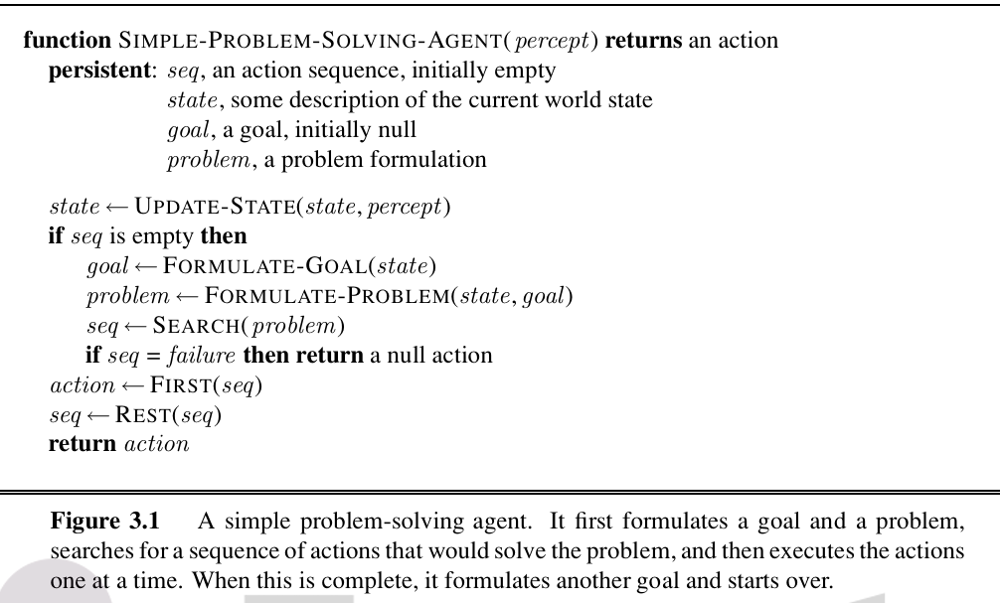 function SIMPLE-PROBLEM-SOLVING-AGENT(percept) returns an action
persistent: seq, an action sequence, initially empty
state, some description of the current world state
goal, a goal, initially null
problem, a problem formulation
state ← UPDATE-STATE(state, percept)
if seq is empty then
goal ← FORMULATE-GOAL(state)
problem ← FORMULATE-PROBLEM(state, goal)
seq ← SEARCH(problem)
if seq = failure then return a null action
action ← FIRST(seq)
seq ← REST(seq)
return action
Figure 3.1 A simple problem-solving agent. It first formulates a goal and a problem,
searches for a sequence of actions that would solve the problem, and then executes the actions
one at a time. When this is complete, it formulates another goal and starts over.